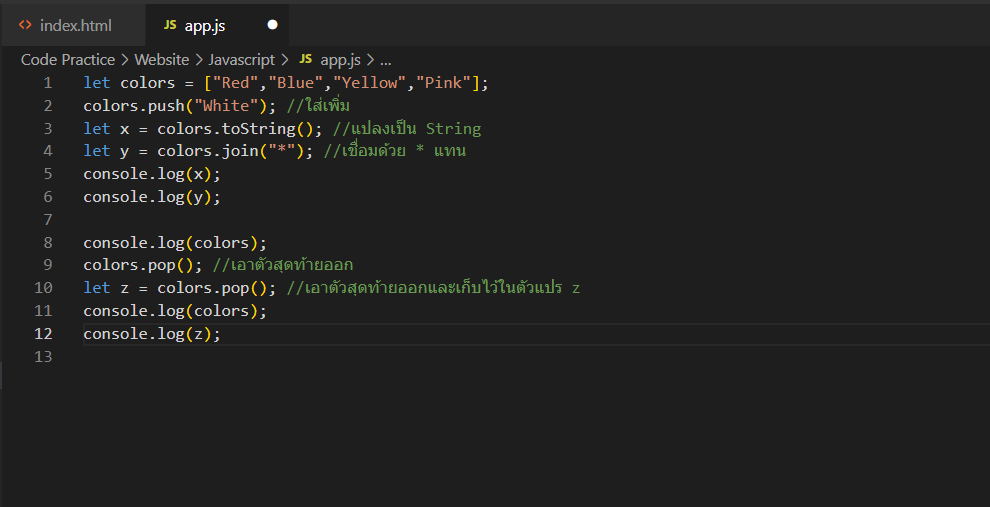 <> index.html JS app.js
Code Practice > Website > Javascript > JS app.js > ...
1 let colors = ["Red","Blue","Yellow","Pink"];
2 colors.push("White"); //ใส่เพิ่ม
3 let x = colors.toString(); //แปลงเป็น String
4 let y = colors.join("*"); //เชื่อมด้วย * แทน
5 console.log(x);
6 console.log(y);
7
8 console.log(colors);
9 colors.pop(); //เอาตัวสุดท้ายออก
10 let z = colors.pop(); //เอาตัวสุดท้ายออกและเก็บไว้ในตัวแปร z
11 console.log(colors);
12 console.log(z);
13